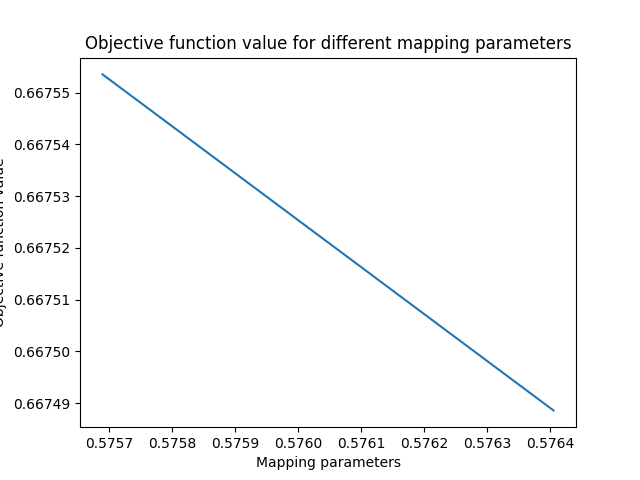 Objective function value for different mapping parameters
Objective function value
0.66755
0.66754
0.66753
0.66752
0.66751
0.66750
0.66749
0.5757 0.5758 0.5759 0.5760 0.5761 0.5762 0.5763 0.5764
Mapping parameters